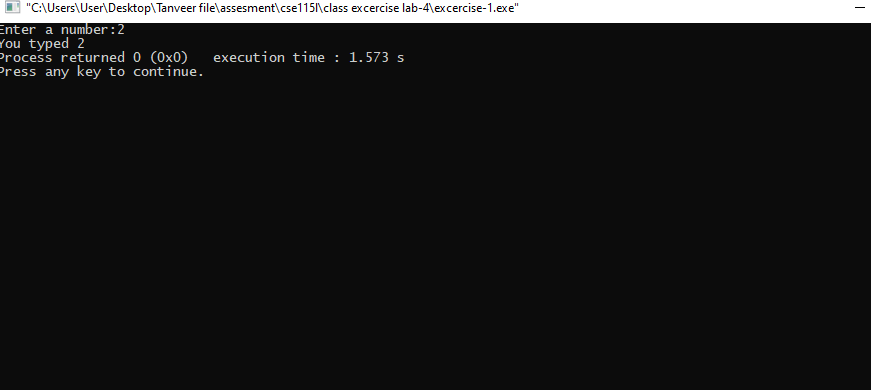 "C:\Users\User\Desktop\Tanveer file\assesment\cse115l\class excercise lab-4\excercise-1.exe"
Enter a number:2
You typed 2
Process returned 0 (0x0)   execution time : 1.573 s
Press any key to continue.